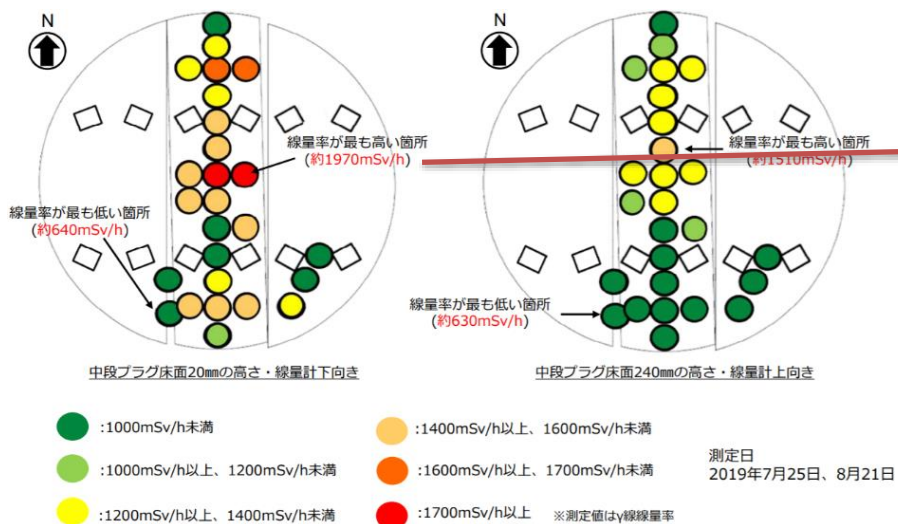 N
N
線量率が最も高い箇所
(約1970mSv/h)
線量率が最も高い箇所
(約1510mSv/h)
線量率が最も低い箇所
(約640mSv/h)
線量率が最も低い箇所
(約630mSv/h)
中段プラグ床面20㎜の高さ・線量計下向き
中段プラグ床面240㎜の高さ・線量計上向き
:1000mSv/h未満
:1400mSv/h以上、1600mSv/h未満
:1000mSv/h以上、1200mSv/h未満
:1600mSv/h以上、1700mSv/h未満
測定日
2019年7月25日、8月21日
:1200mSv/h以上、1400mSv/h未満
:1700mSv/h以上 ※測定値はγ線線量率